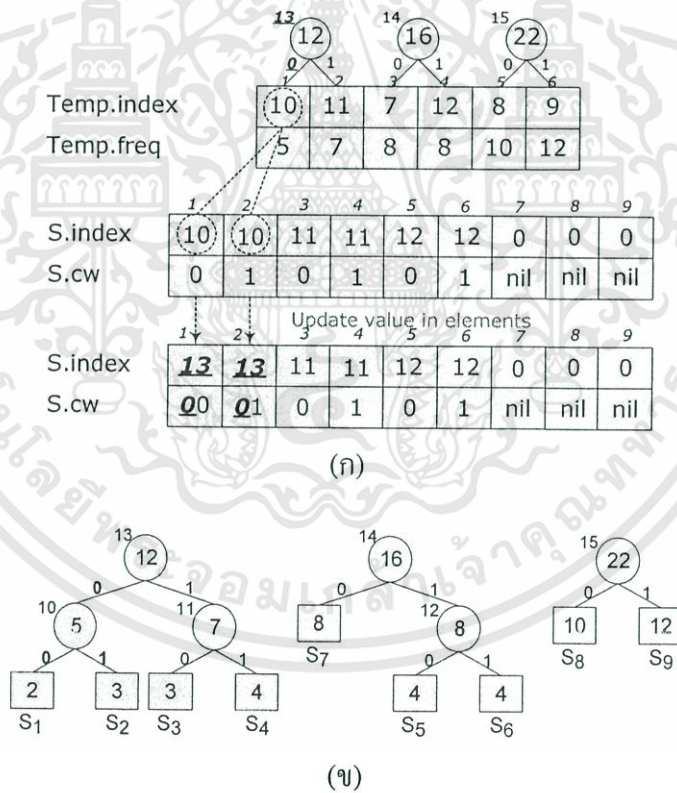 13 14 15
12 16 22
0 1 0 1 0 1
1 2 3 4 5 6
Temp.index 10 11 7 12 8 9
Temp.freq 5 7 8 8 10 12
1 2 3 4 5 6 7 8 9
S.index 10 10 11 11 12 12 0 0 0
S.cw 0 1 0 1 0 1 nil nil nil
Update value in elements
1 2 3 4 5 6 7 8 9
S.index 13 13 11 11 12 12 0 0 0
S.cw 00 01 0 1 0 1 nil nil nil
(ก)
13 14 15
12 16 22
0 1 0 1 0 1
10 11 12
5 7 8 8 10 12
S7 S8 S9
0 1 0 1 0 1
2 3 3 4 4 4
S1 S2 S3 S4 S5 S6
(ข)